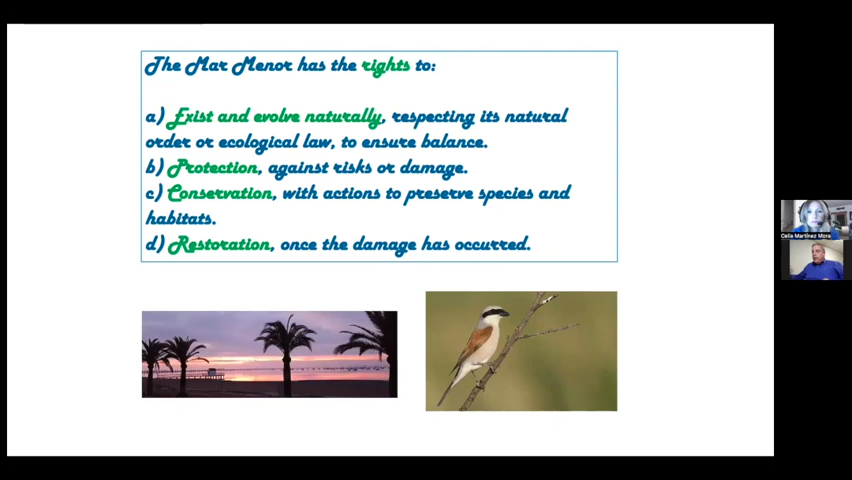 The Mar Menor has the rights to:
a) Exist and evolve naturally, respecting its natural
order or ecological law, to ensure balance.
b) Protection, against risks or damage.
c) Conservation, with actions to preserve species and
habitats.
d) Restoration, once the damage has occurred.
Celia Martínez Mora